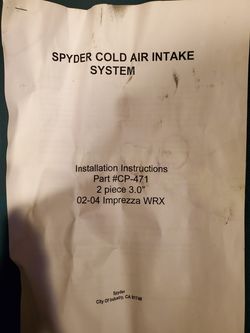 SPYDER COLD AIR INTAKE
SYSTEM
Installation Instructions
Part #CP-471
2 piece 3.0"
02-04 Imprezza WRX
Spyder
City Of Industry, CA 91748